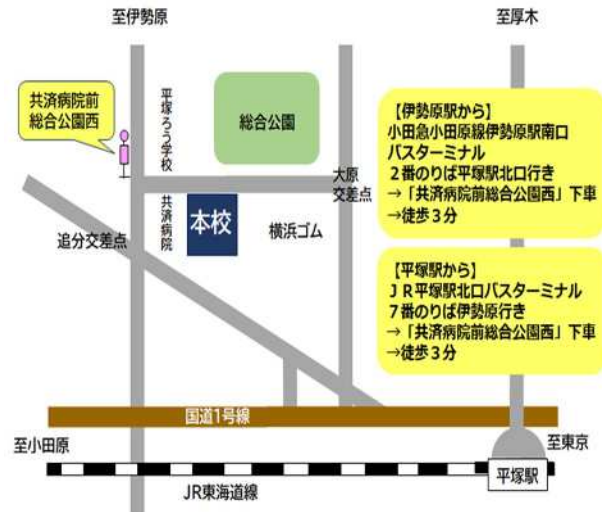 至伊勢原
至厚木
共済病院前
総合公園西
平塚ろう学校
総合公園
【伊勢原駅から】
小田急小田原線伊勢原駅南口
バスターミナル
2番のりば平塚駅北口行き
→「共済病院前総合公園西」下車
→徒歩3分
大原
交差点
共済病院
本校
横浜ゴム
追分交差点
【平塚駅から】
JR平塚駅北口バスターミナル
7番のりば伊勢原行き
→「共済病院前総合公園西」下車
→徒歩3分
国道1号線
至小田原
至東京
平塚駅
JR東海道線